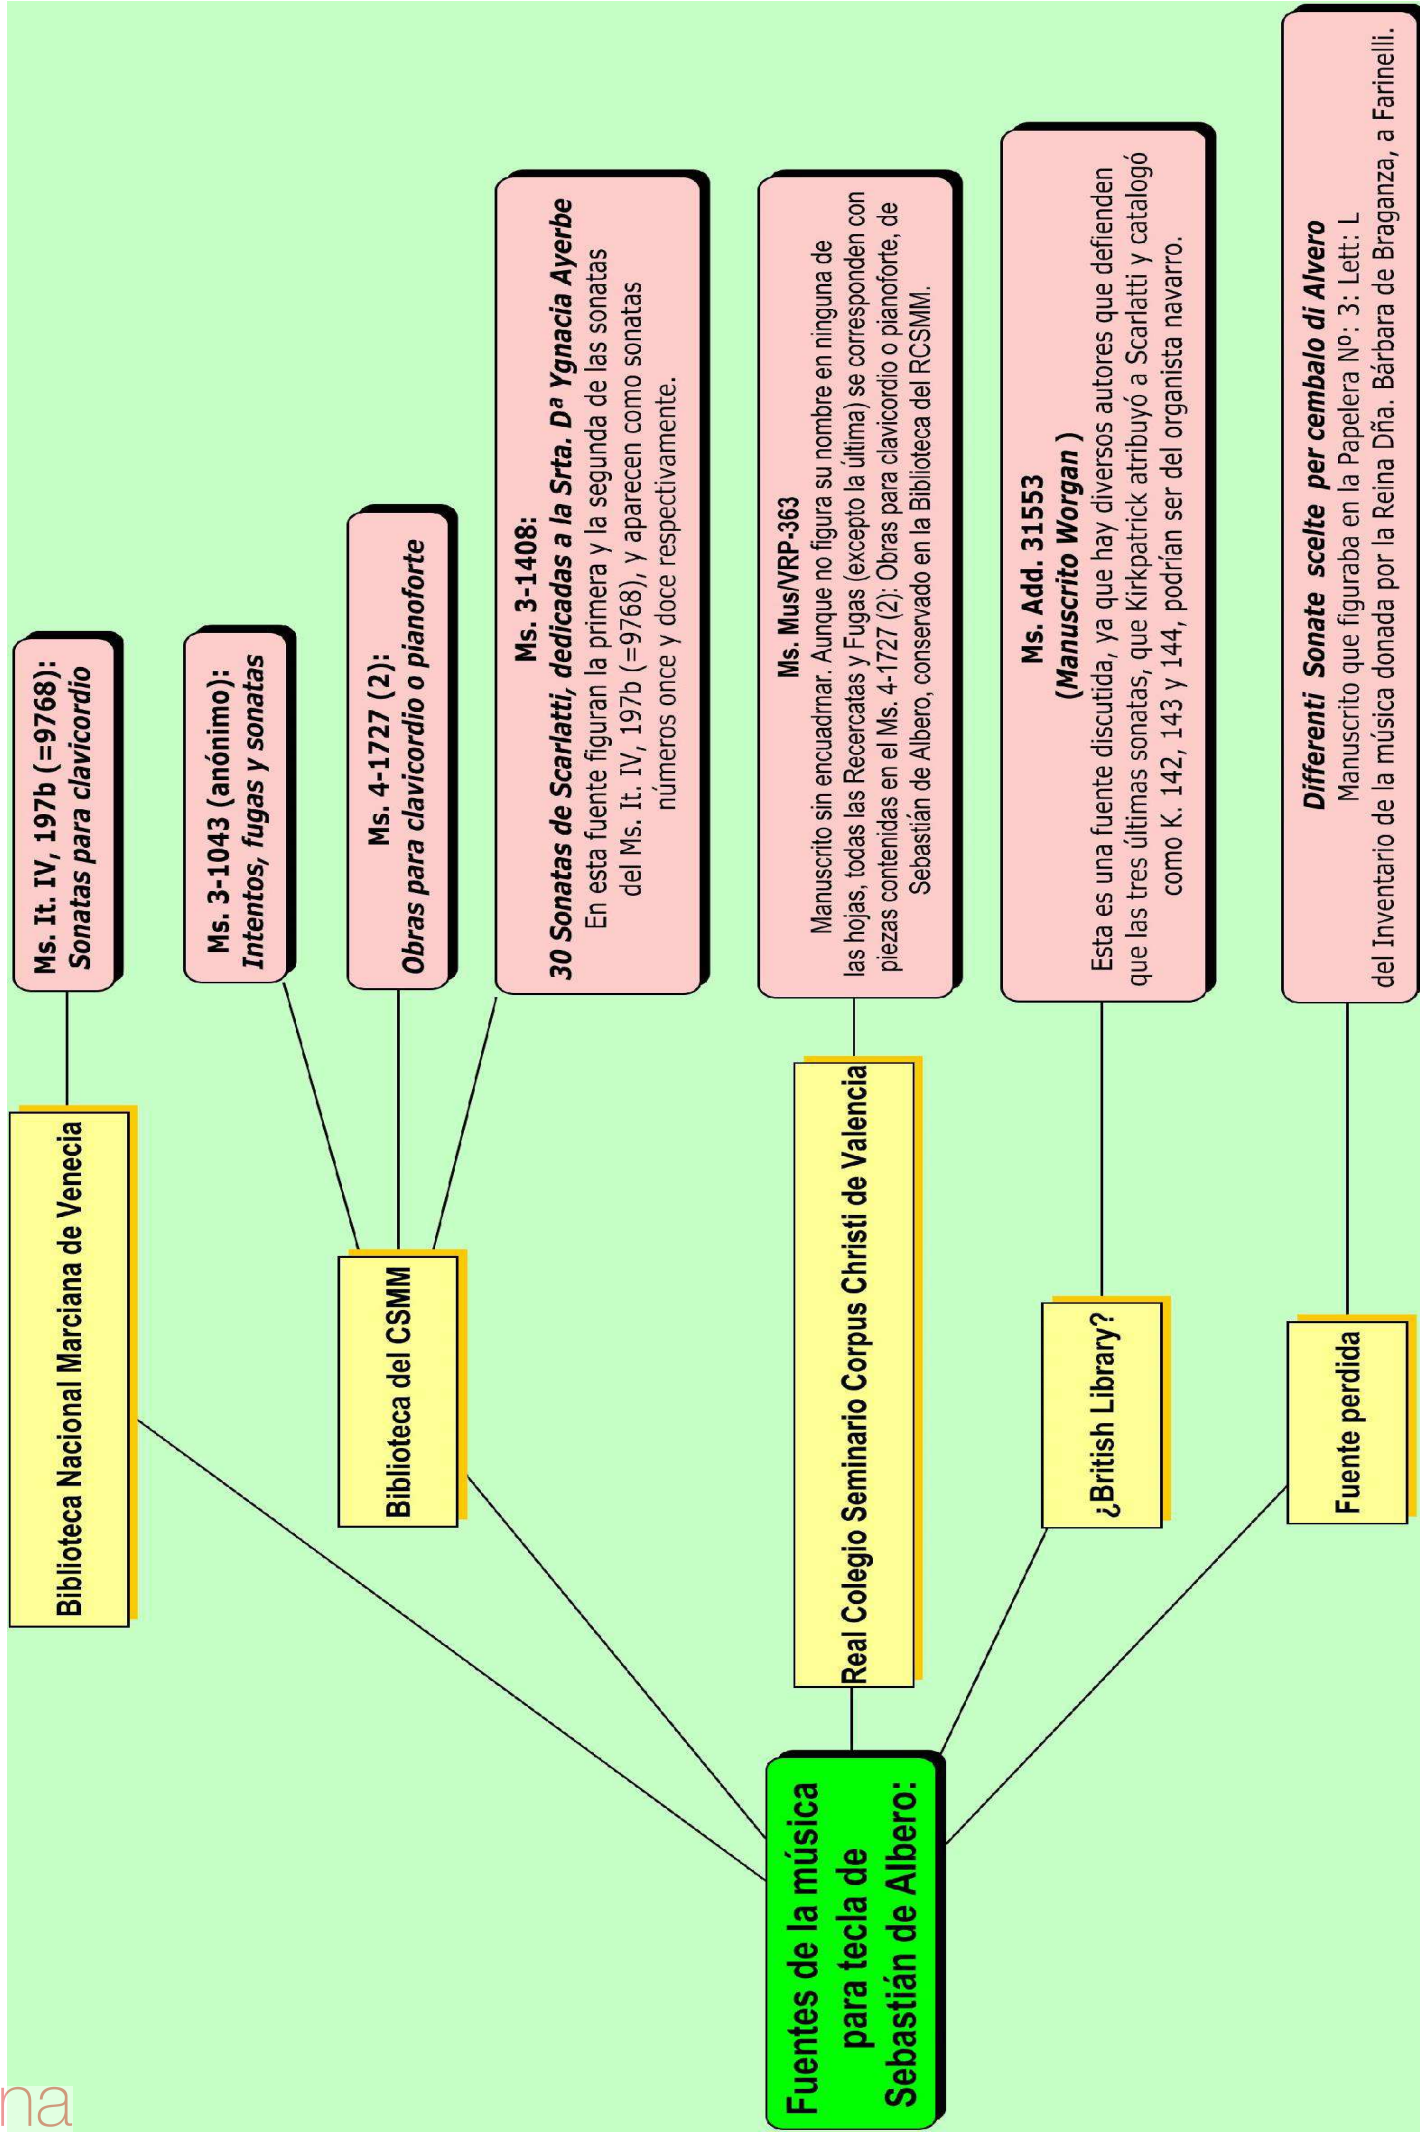 Fuentes de la música
para tecla de
Sebastián de Albero:
Biblioteca Nacional Marciana de Venecia
Ms. It. IV, 197b (=9768):
Sonatas para clavicordio
Biblioteca del CSMM
Ms. 3-1043 (anónimo):
Intentos, fugas y sonatas
Ms. 4-1727 (2):
Obras para clavicordio o pianoforte
Ms. 3-1408:
30 Sonatas de Scarlatti, dedicadas a la Srta. Dª Ygnacia Ayerbe
En esta fuente figuran la primera y la segunda de las sonatas
del Ms. It. IV, 197b (=9768), y aparecen como sonatas
números once y doce respectivamente.
Real Colegio Seminario Corpus Christi de Valencia
Ms. Mus/VRP-363
Manuscrito sin encuadrnar. Aunque no figura su nombre en ninguna de
las hojas, todas las Recercatas y Fugas (excepto la última) se corresponden con
piezas contenidas en el Ms. 4-1727 (2): Obras para clavicordio o pianoforte, de
Sebastián de Albero, conservado en la Biblioteca del RCSMM.
¿British Library?
Ms. Add. 31553
(Manuscrito Worgan )
Esta es una fuente discutida, ya que hay diversos autores que defienden
que las tres últimas sonatas, que Kirkpatrick atribuyó a Scarlatti y catalogó
como K. 142, 143 y 144, podrían ser del organista navarro.
Fuente perdida
Differenti Sonate scelte per cembalo di Alvero
Manuscrito que figuraba en la Papelera Nº: 3: Lett: L
del Inventario de la música donada por la Reina Dña. Bárbara de Braganza, a Farinelli.
na